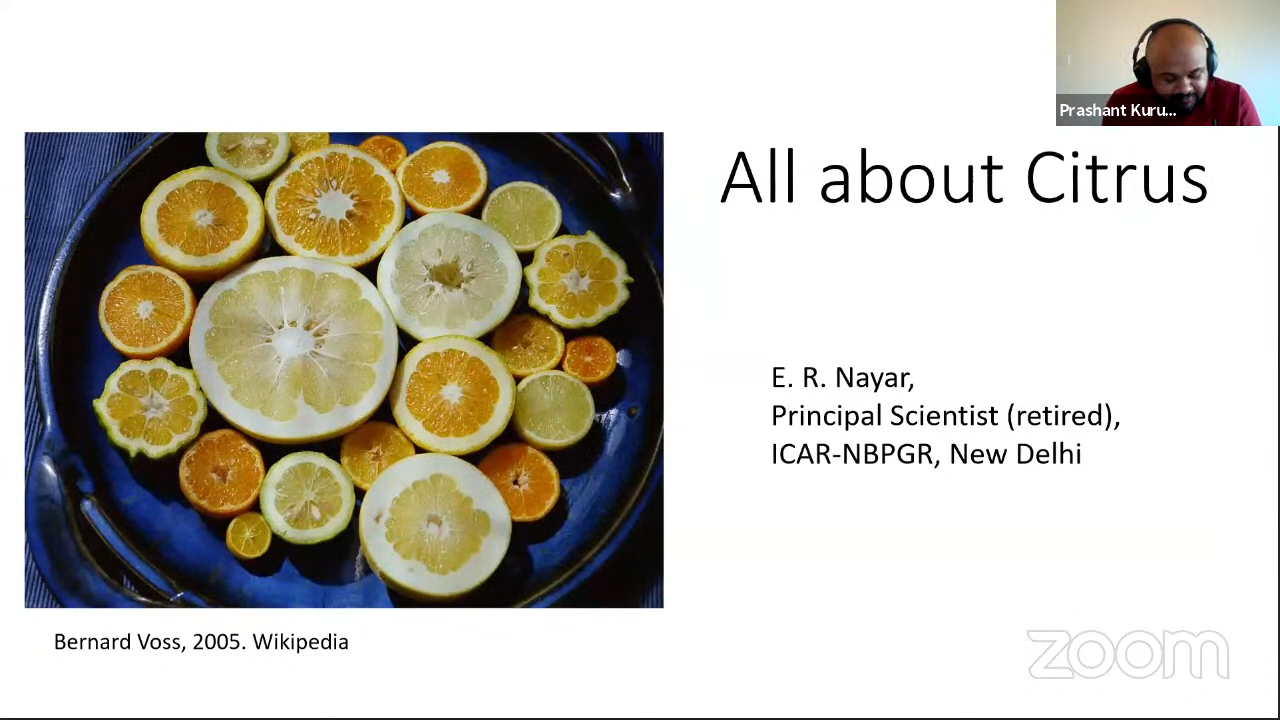 Prashant Kuru...
All about Citrus
E. R. Nayar,
Principal Scientist (retired),
ICAR-NBPGR, New Delhi
Bernard Voss, 2005. Wikipedia
zoom